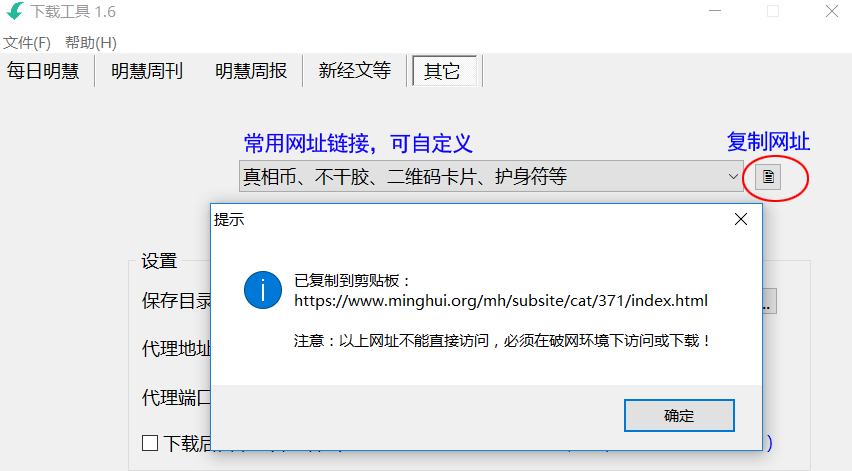 下载工具 1.6
文件(F) 帮助(H)
每日明慧 明慧周刊 明慧周报 新经文等 其它
常用网址链接，可自定义 复制网址
真相币、不干胶、二维码卡片、护身符等
提示
已复制到剪贴板：
https://www.minghui.org/mh/subsite/cat/371/index.html
注意：以上网址不能直接访问，必须在破网环境下访问或下载！
确定
设置
保存目录
代理地址
代理端口
下载后